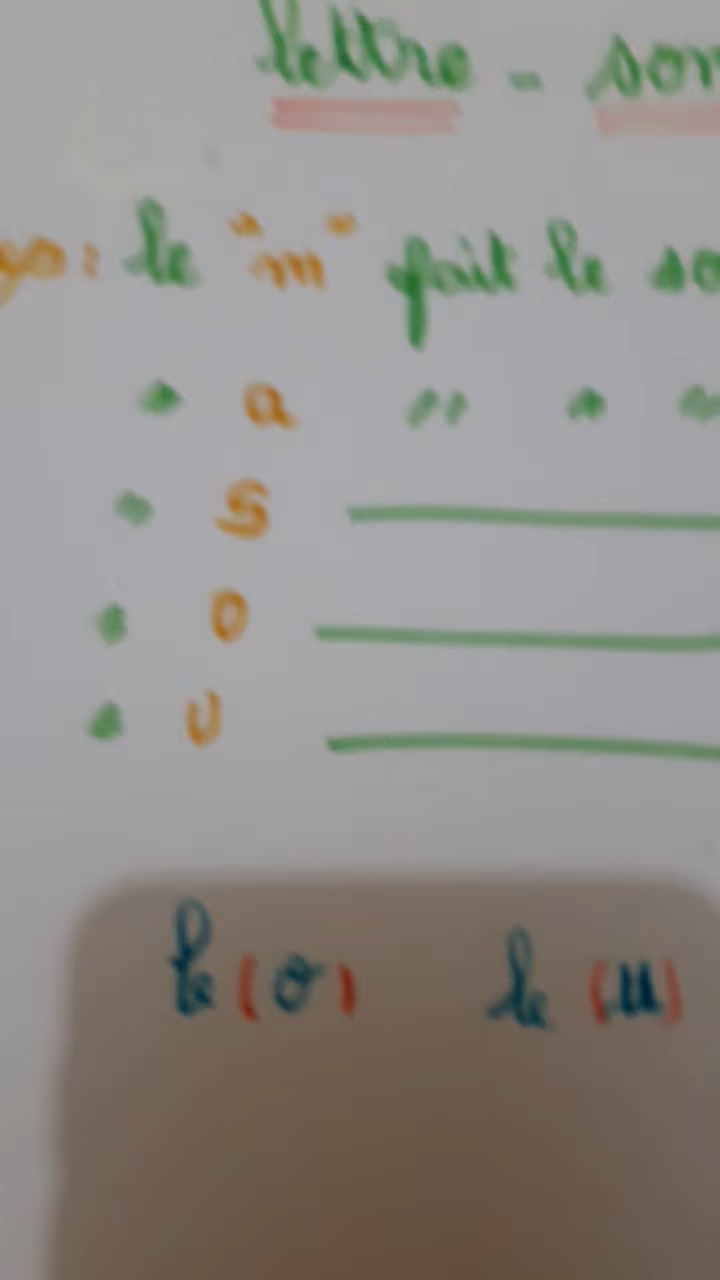 lettre - son
le "m" fait le so
" a " " "
" s
" o
" u
le (o) le (u)